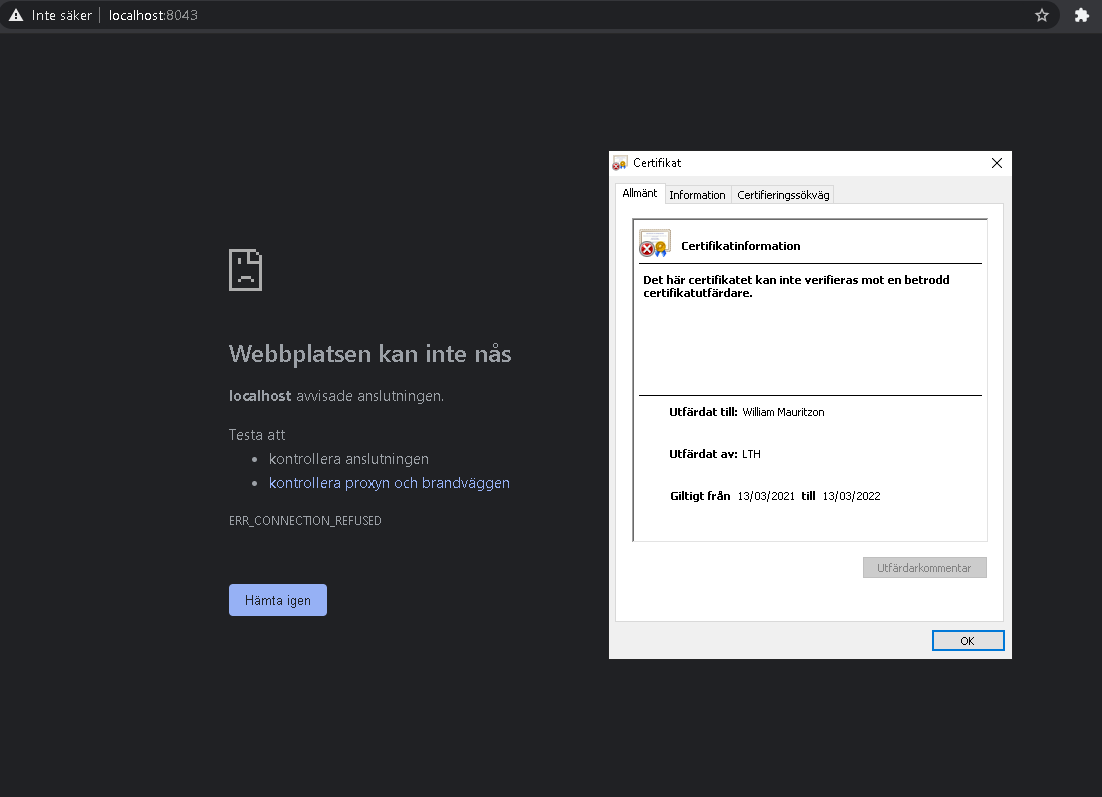 Inte säker
localhost:8043
Webbplatsen kan inte nås
localhost avvisade anslutningen.
Testa att
kontrollera anslutningen
kontrollera proxyn och brandväggen
ERR_CONNECTION_REFUSED
Hämta igen
Certifikat
Allmänt Information Certifieringssökväg
Certifikatinformation
Det här certifikatet kan inte verifieras mot en betrodd
certifikatutfärdare.
Utfärdat till: William Mauritzon
Utfärdat av: LTH
Giltigt från 13/03/2021 till 13/03/2022
Utfärdarkommentar
OK